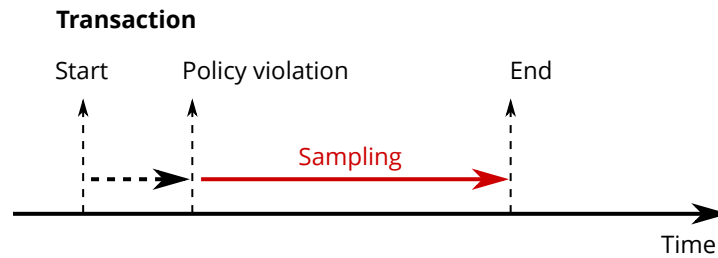 Transaction
Start Policy violation End
Sampling
Time